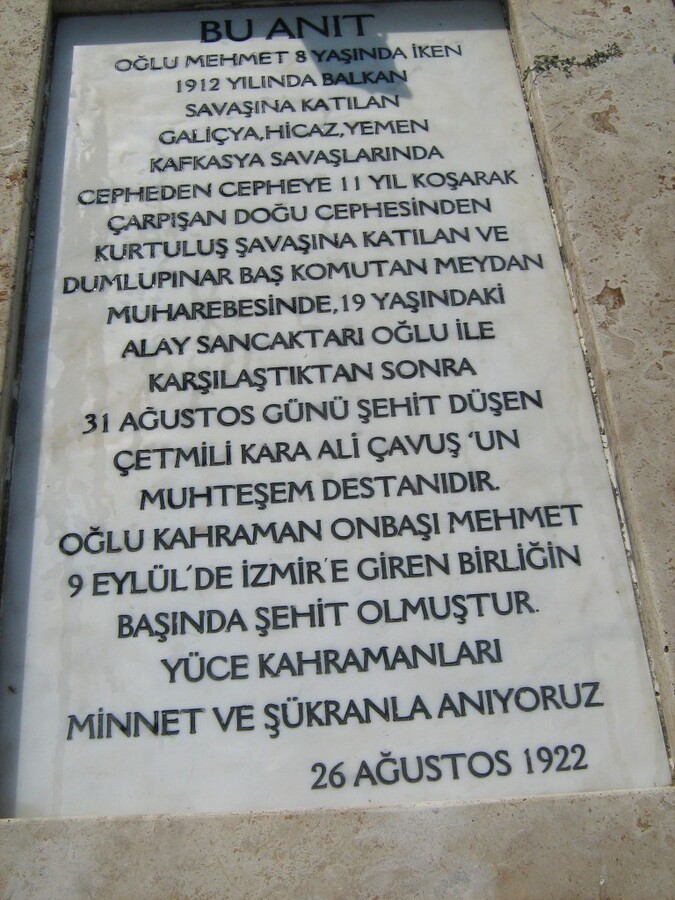 BU ANIT
OĞLU MEHMET 8 YAŞINDA İKEN
1912 YILINDA BALKAN
SAVAŞINA KATILAN
GALİÇYA,HİCAZ,YEMEN
KAFKASYA SAVAŞLARINDA
CEPHEDEN CEPHEYE 11 YIL KOŞARAK
ÇARPIŞAN DOĞU CEPHESİNDEN
KURTULUŞ ŞAVAŞINA KATILAN VE
DUMLUPINAR BAŞ KOMUTAN MEYDAN
MUHAREBESİNDE,19 YAŞINDAKİ
ALAY SANCAKTARI OĞLU İLE
KARŞILAŞTIKTAN SONRA
31 AĞUSTOS GÜNÜ ŞEHİT DÜŞEN
ÇETMİLİ KARA ALİ ÇAVUŞ 'UN
MUHTEŞEM DESTANIDIR.
OĞLU KAHRAMAN ONBAŞI MEHMET
9 EYLÜL'DE İZMİR'E GİREN BİRLİĞİN
BAŞINDA ŞEHİT OLMUŞTUR.
YÜCE KAHRAMANLARI
MİNNET VE ŞÜKRANLA ANIYORUZ
26 AĞUSTOS 1922